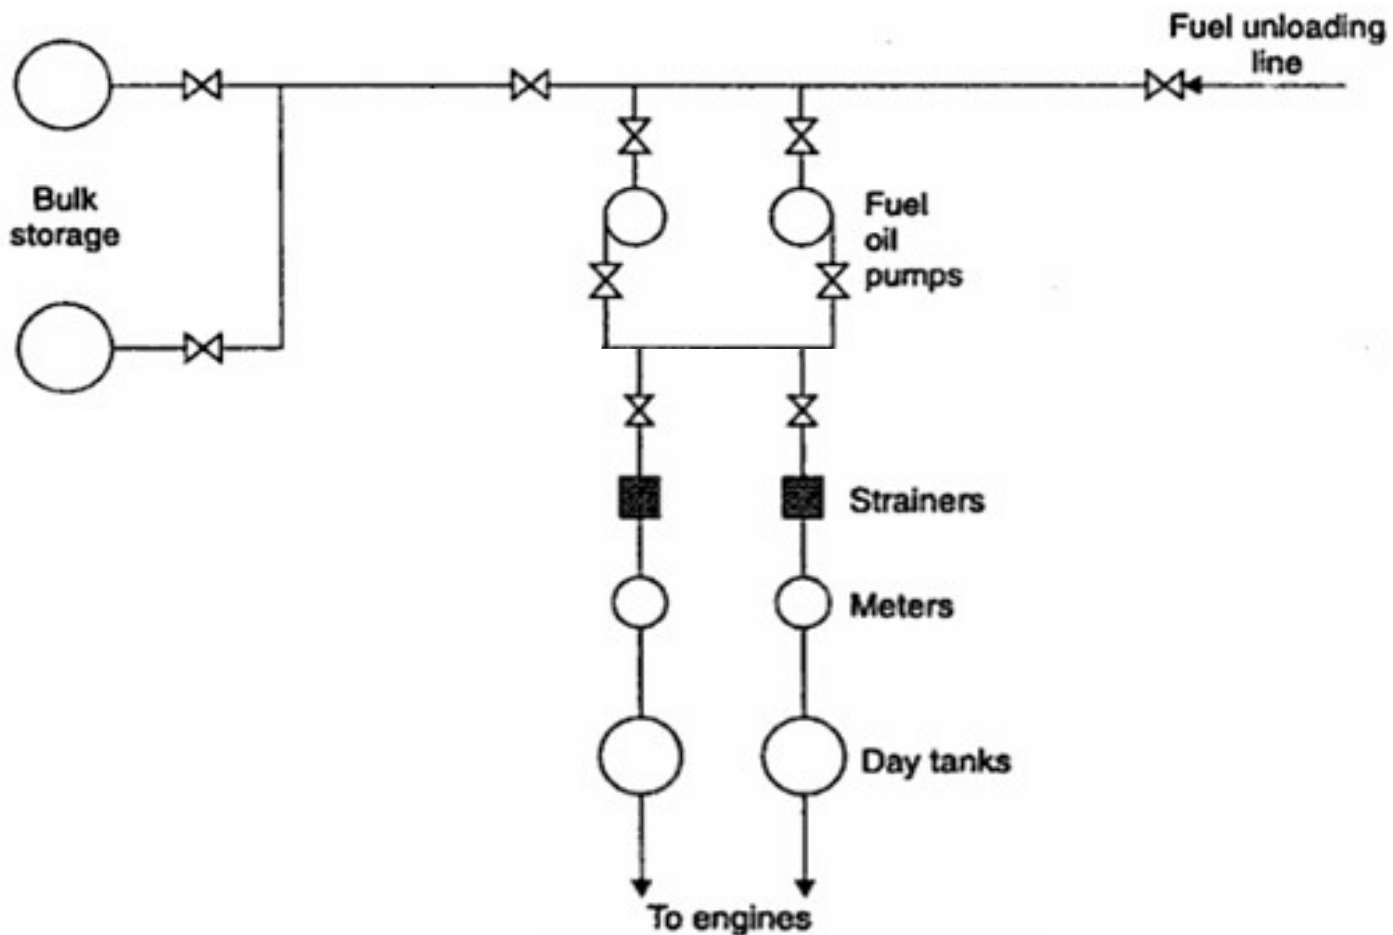 Fuel unloading
line
Bulk
storage
Fuel
oil
pumps
Strainers
Meters
Day tanks
To engines